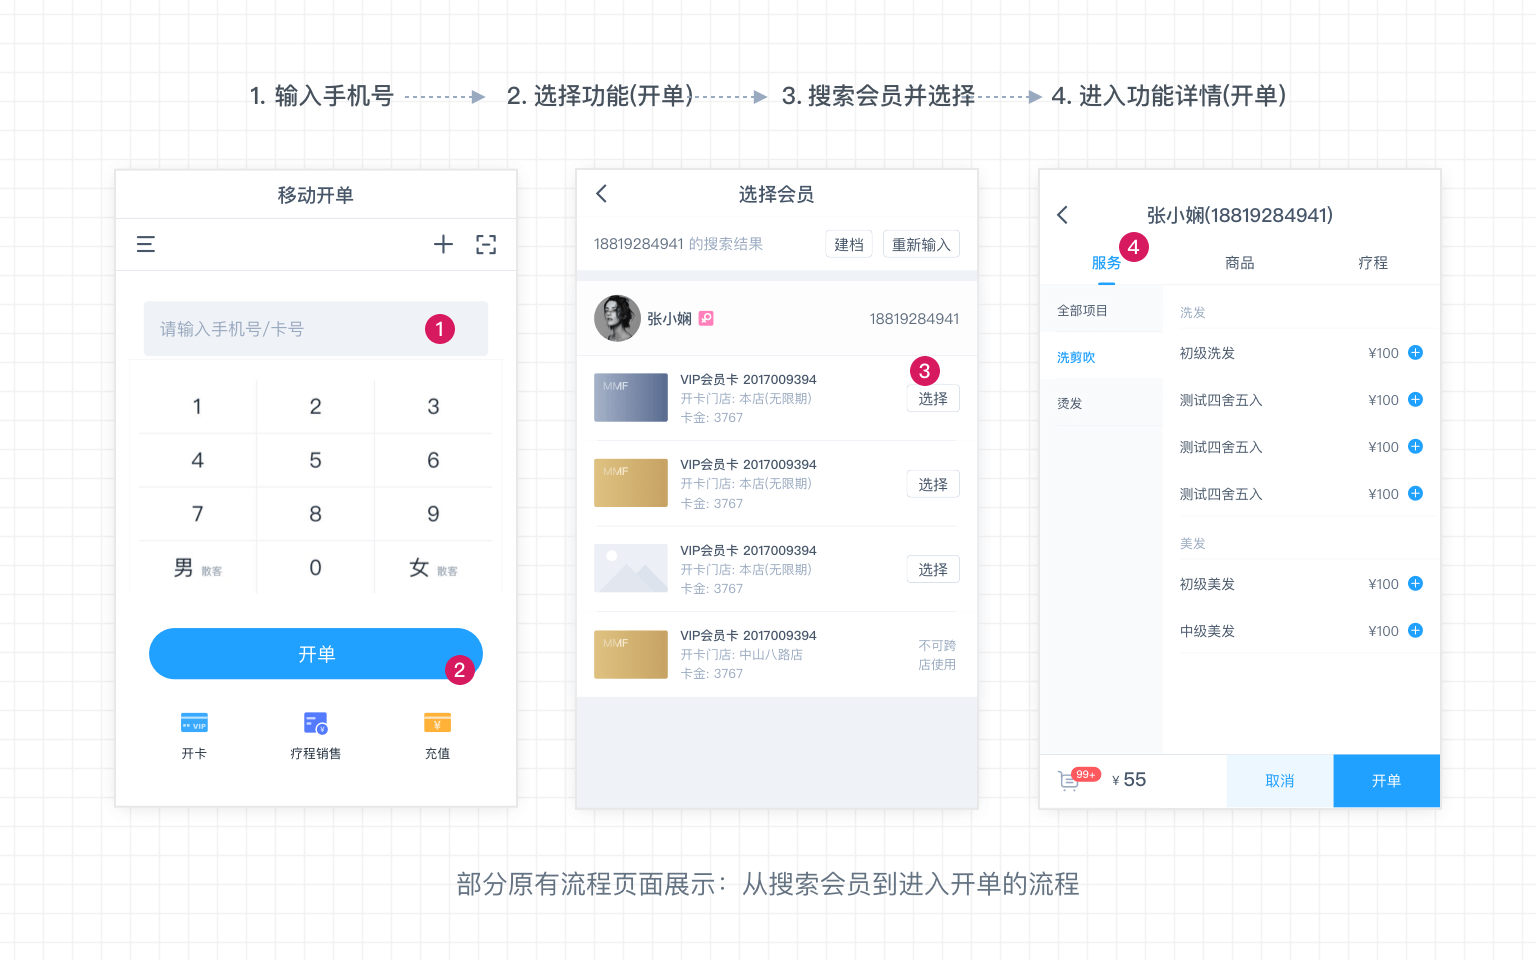 1. 输入手机号
2. 选择功能(开单)
3. 搜索会员并选择
4. 进入功能详情(开单)
移动开单
请输入手机号/卡号
1
1 2 3
4 5 6
7 8 9
男 散客 0 女 散客
开单
2
VIP
开卡
¥
疗程销售
¥
充值
选择会员
18819284941 的搜索结果
建档
重新输入
张小娴
18819284941
3
MMF
VIP会员卡 2017009394
开卡门店: 本店(无限期)
卡金: 3767
选择
MMF
VIP会员卡 2017009394
开卡门店: 本店(无限期)
卡金: 3767
选择
VIP会员卡 2017009394
开卡门店: 本店(无限期)
卡金: 3767
选择
MMF
VIP会员卡 2017009394
开卡门店: 中山八路店
卡金: 3767
不可跨
店使用
张小娴(18819284941)
4
服务 商品 疗程
全部项目
洗剪吹
烫发
洗发
初级洗发 ¥100
测试四舍五入 ¥100
测试四舍五入 ¥100
测试四舍五入 ¥100
美发
初级美发 ¥100
中级美发 ¥100
99+
¥ 55
取消
开单
部分原有流程页面展示：从搜索会员到进入开单的流程